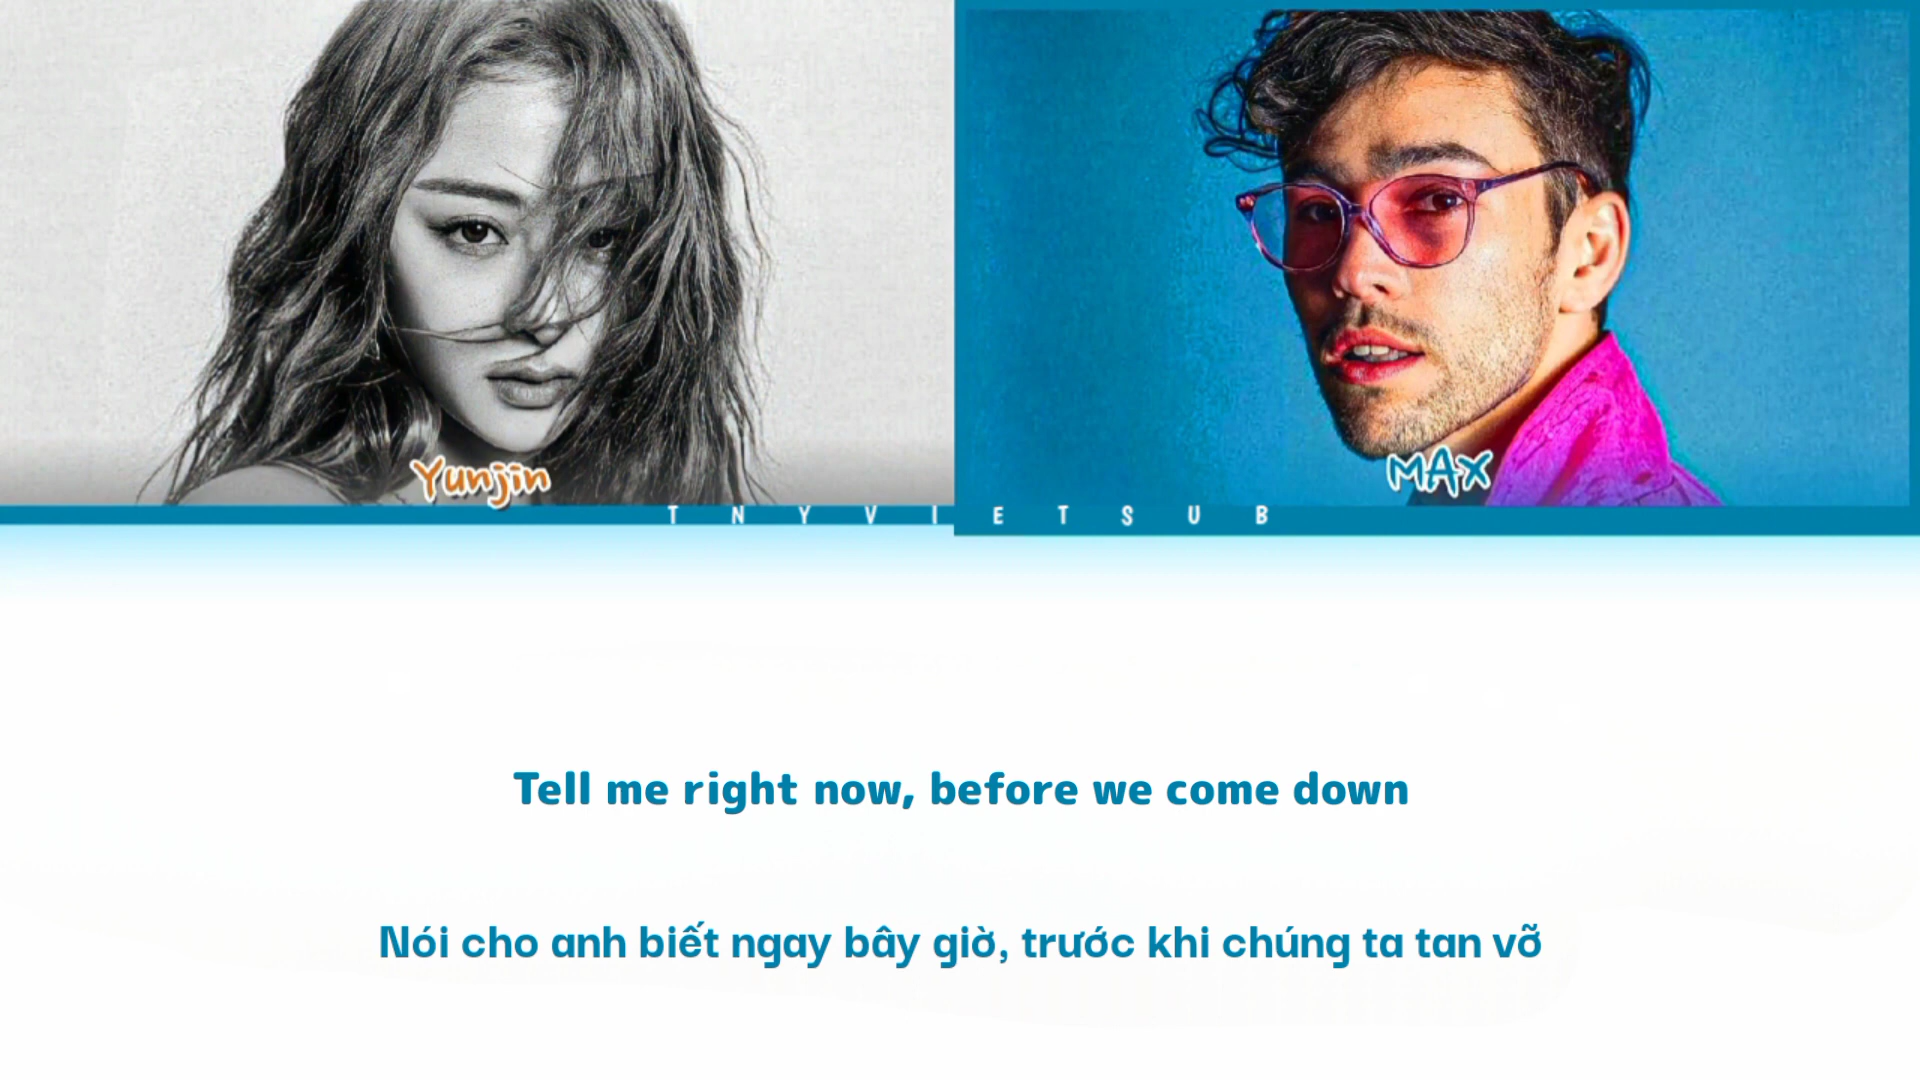 Yunjin
MAX
TNYVIETSUB
Tell me right now, before we come down
Nói cho anh biết ngay bây giờ, trước khi chúng ta tan vỡ